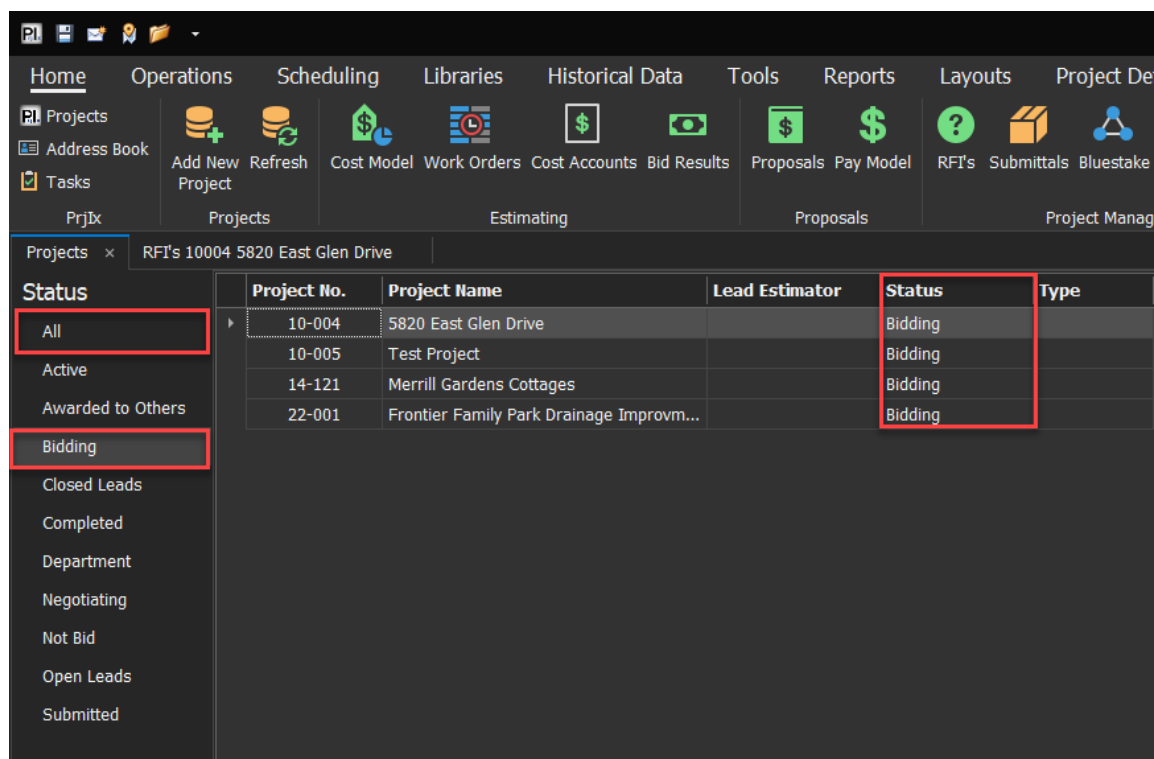 P.I.
Home Operations Scheduling Libraries Historical Data Tools Reports Layouts
P.I. Projects
Address Book
Tasks
Add New Project
Refresh
Cost Model
Work Orders
Cost Accounts
Bid Results
Proposals
Pay Model
RFI's
Submittals
Bluestake
PrjIx Projects Estimating Proposals Project Manag
Projects × RFI's 10004 5820 East Glen Drive
Status
All
Active
Awarded to Others
Bidding
Closed Leads
Completed
Department
Negotiating
Not Bid
Open Leads
Submitted
Project No. Project Name Lead Estimator Status Type
10-004 5820 East Glen Drive Bidding
10-005 Test Project Bidding
14-121 Merrill Gardens Cottages Bidding
22-001 Frontier Family Park Drainage Improvm... Bidding